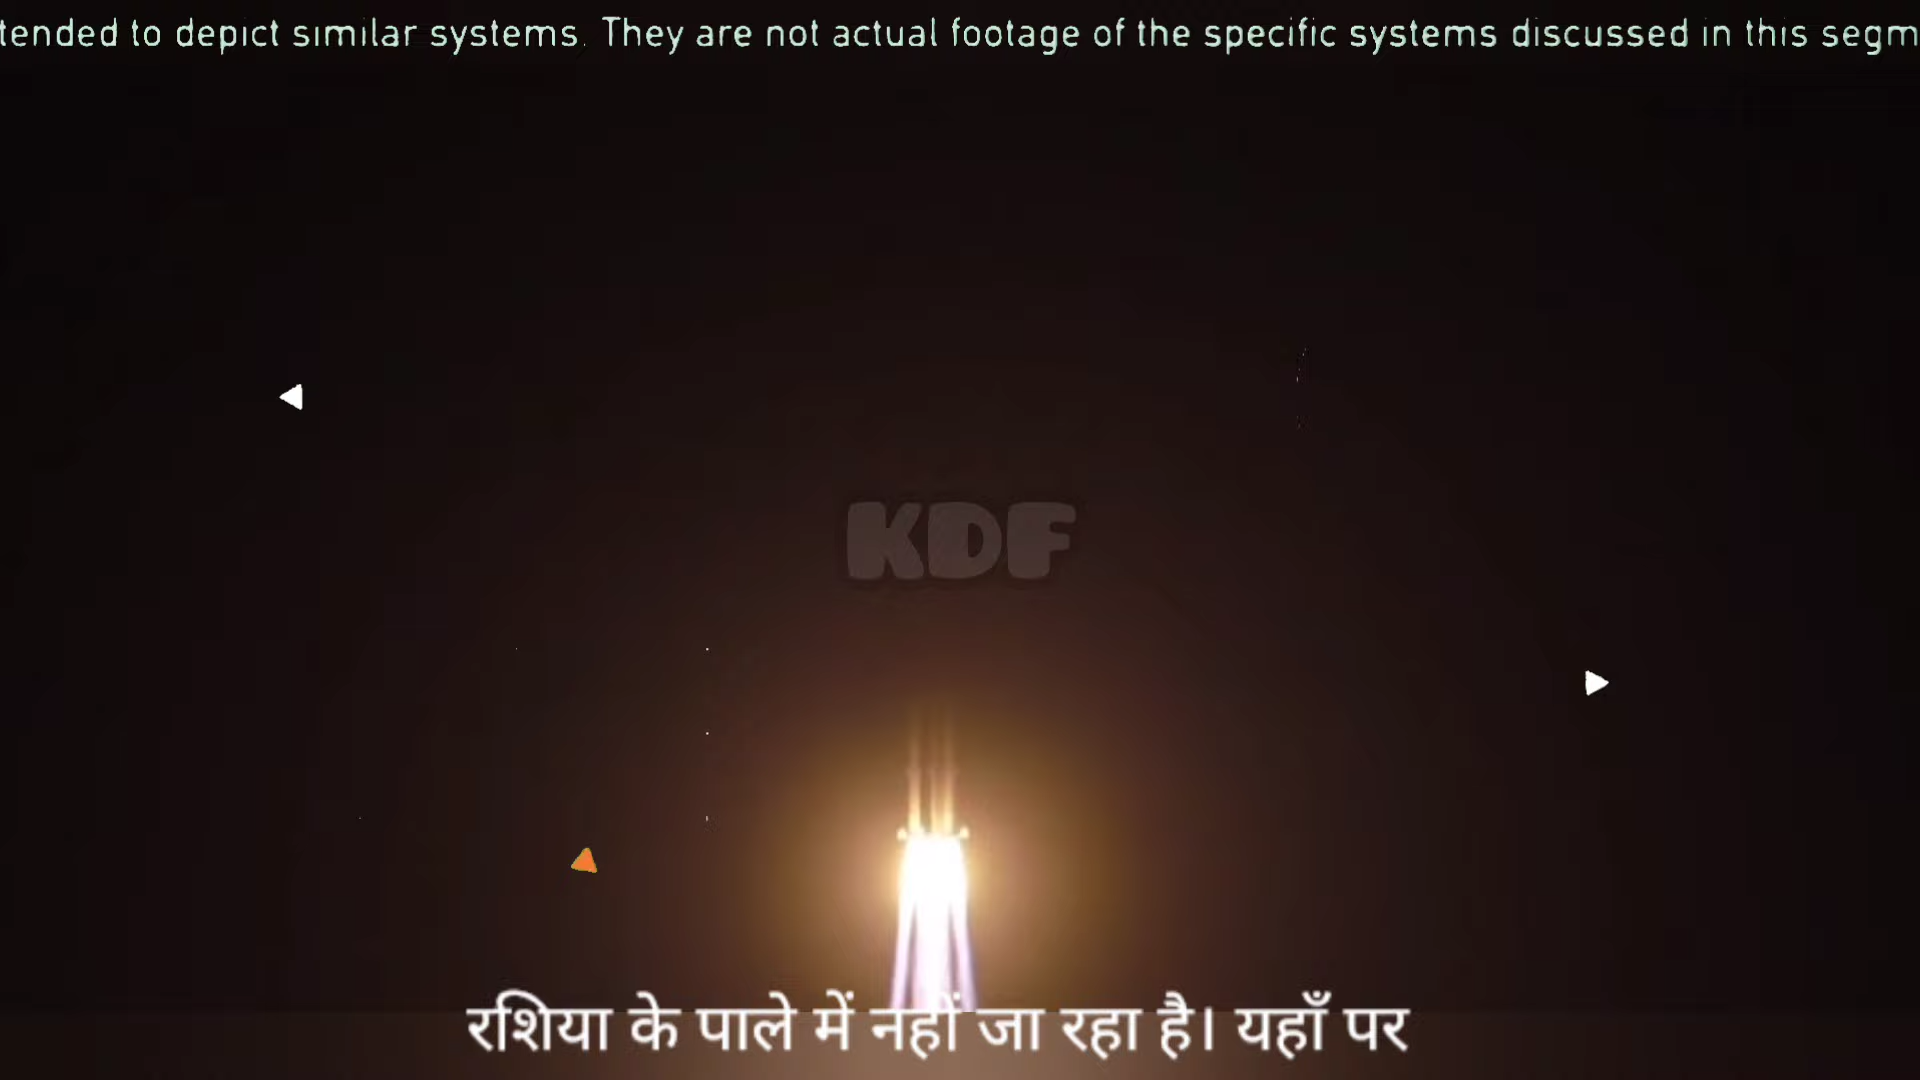 tended to depict similar systems. They are not actual footage of the specific systems discussed in this segm
KDF
रशिया के पाले में नहीं जा रहा है। यहाँ पर